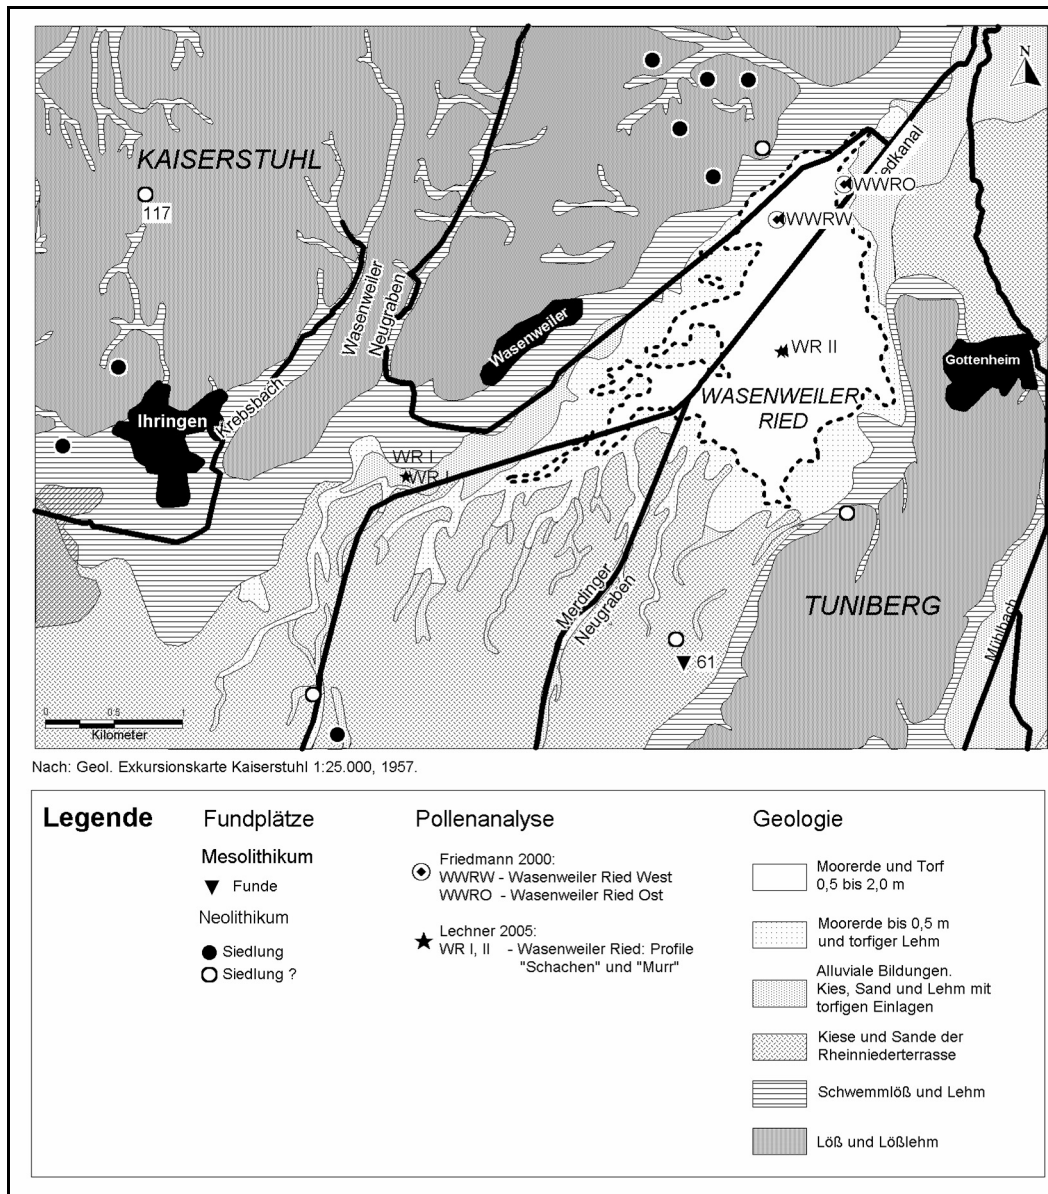 N
KAISERSTUHL
117
Wasenweiler
Neugraben
Wasenweiler
edkanal
WWRO
WWRW
WR II
Gottenheim
WASENWEILER
RIED
Ihringen
Krebsbach
WR I
WR I
Merdinger
Neugraben
TUNIBERG
Mühlbach
61
0 0.5 1
Kilometer
Nach: Geol. Exkursionskarte Kaiserstuhl 1:25.000, 1957.
Legende
Fundplätze
Mesolithikum
Funde
Neolithikum
Siedlung
Siedlung ?
Pollenanalyse
Friedmann 2000:
WWRW - Wasenweiler Ried West
WWRO - Wasenweiler Ried Ost
Lechner 2005:
WR I, II - Wasenweiler Ried: Profile
"Schachen" und "Murr"
Geologie
Moorerde und Torf
0,5 bis 2,0 m
Moorerde bis 0,5 m
und torfiger Lehm
Alluviale Bildungen.
Kies, Sand und Lehm mit
torfigen Einlagen
Kiese und Sande der
Rheinniederterrasse
Schwemmlöß und Lehm
Löß und Lößlehm